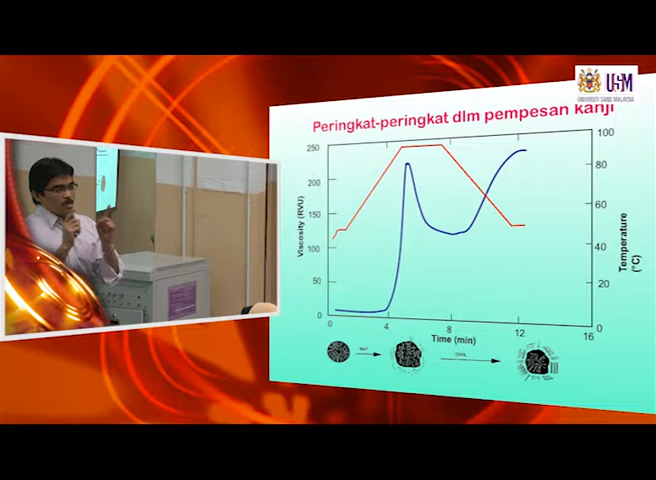 USM
UNIVERSITI SAINS MALAYSIA
Peringkat-peringkat dlm pempesan kanji
250
200
150
100
50
0
Viscosity (RVU)
100
80
60
40
20
0
Temperature
(°C)
0
4
8
12
16
Time (min)
HEAT
COOL